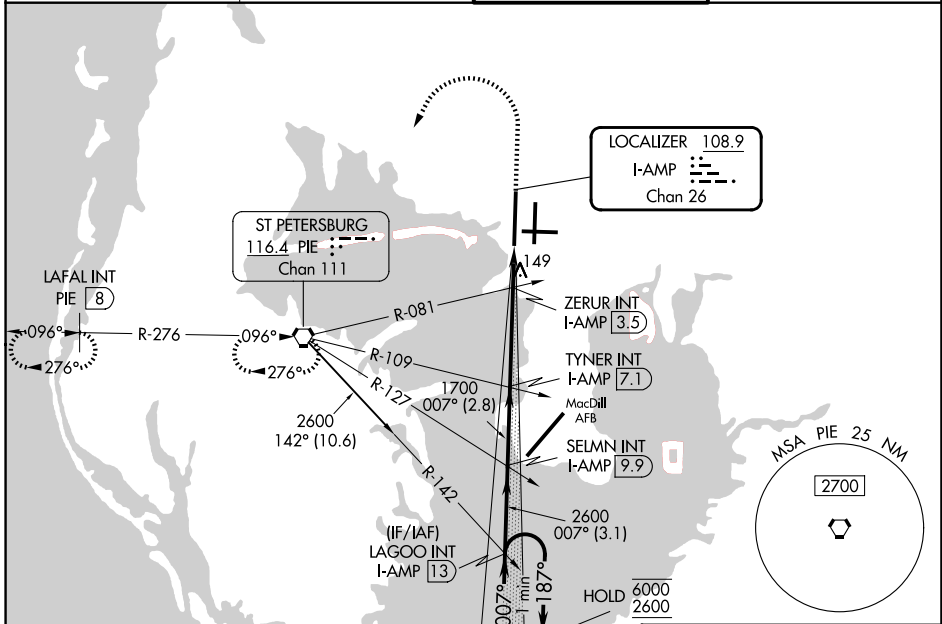 LOCALIZER 108.9
I-AMP
Chan 26
ST PETERSBURG
116.4 PIE
Chan 111
149
LAFAL INT
PIE 8
ZERUR INT
I-AMP 3.5
R-081
096°
R-276
096°
276°
276°
R-109
TYNER INT
I-AMP 7.1
R-127
1700
007° (2.8)
MacDill
AFB
2600
142° (10.6)
SELMN INT
I-AMP 9.9
MSA PIE 25 NM
2700
R-142
2600
007° (3.1)
(IF/IAF)
LAGOO INT
I-AMP 13
007°
1 min
187°
HOLD 6000
2600